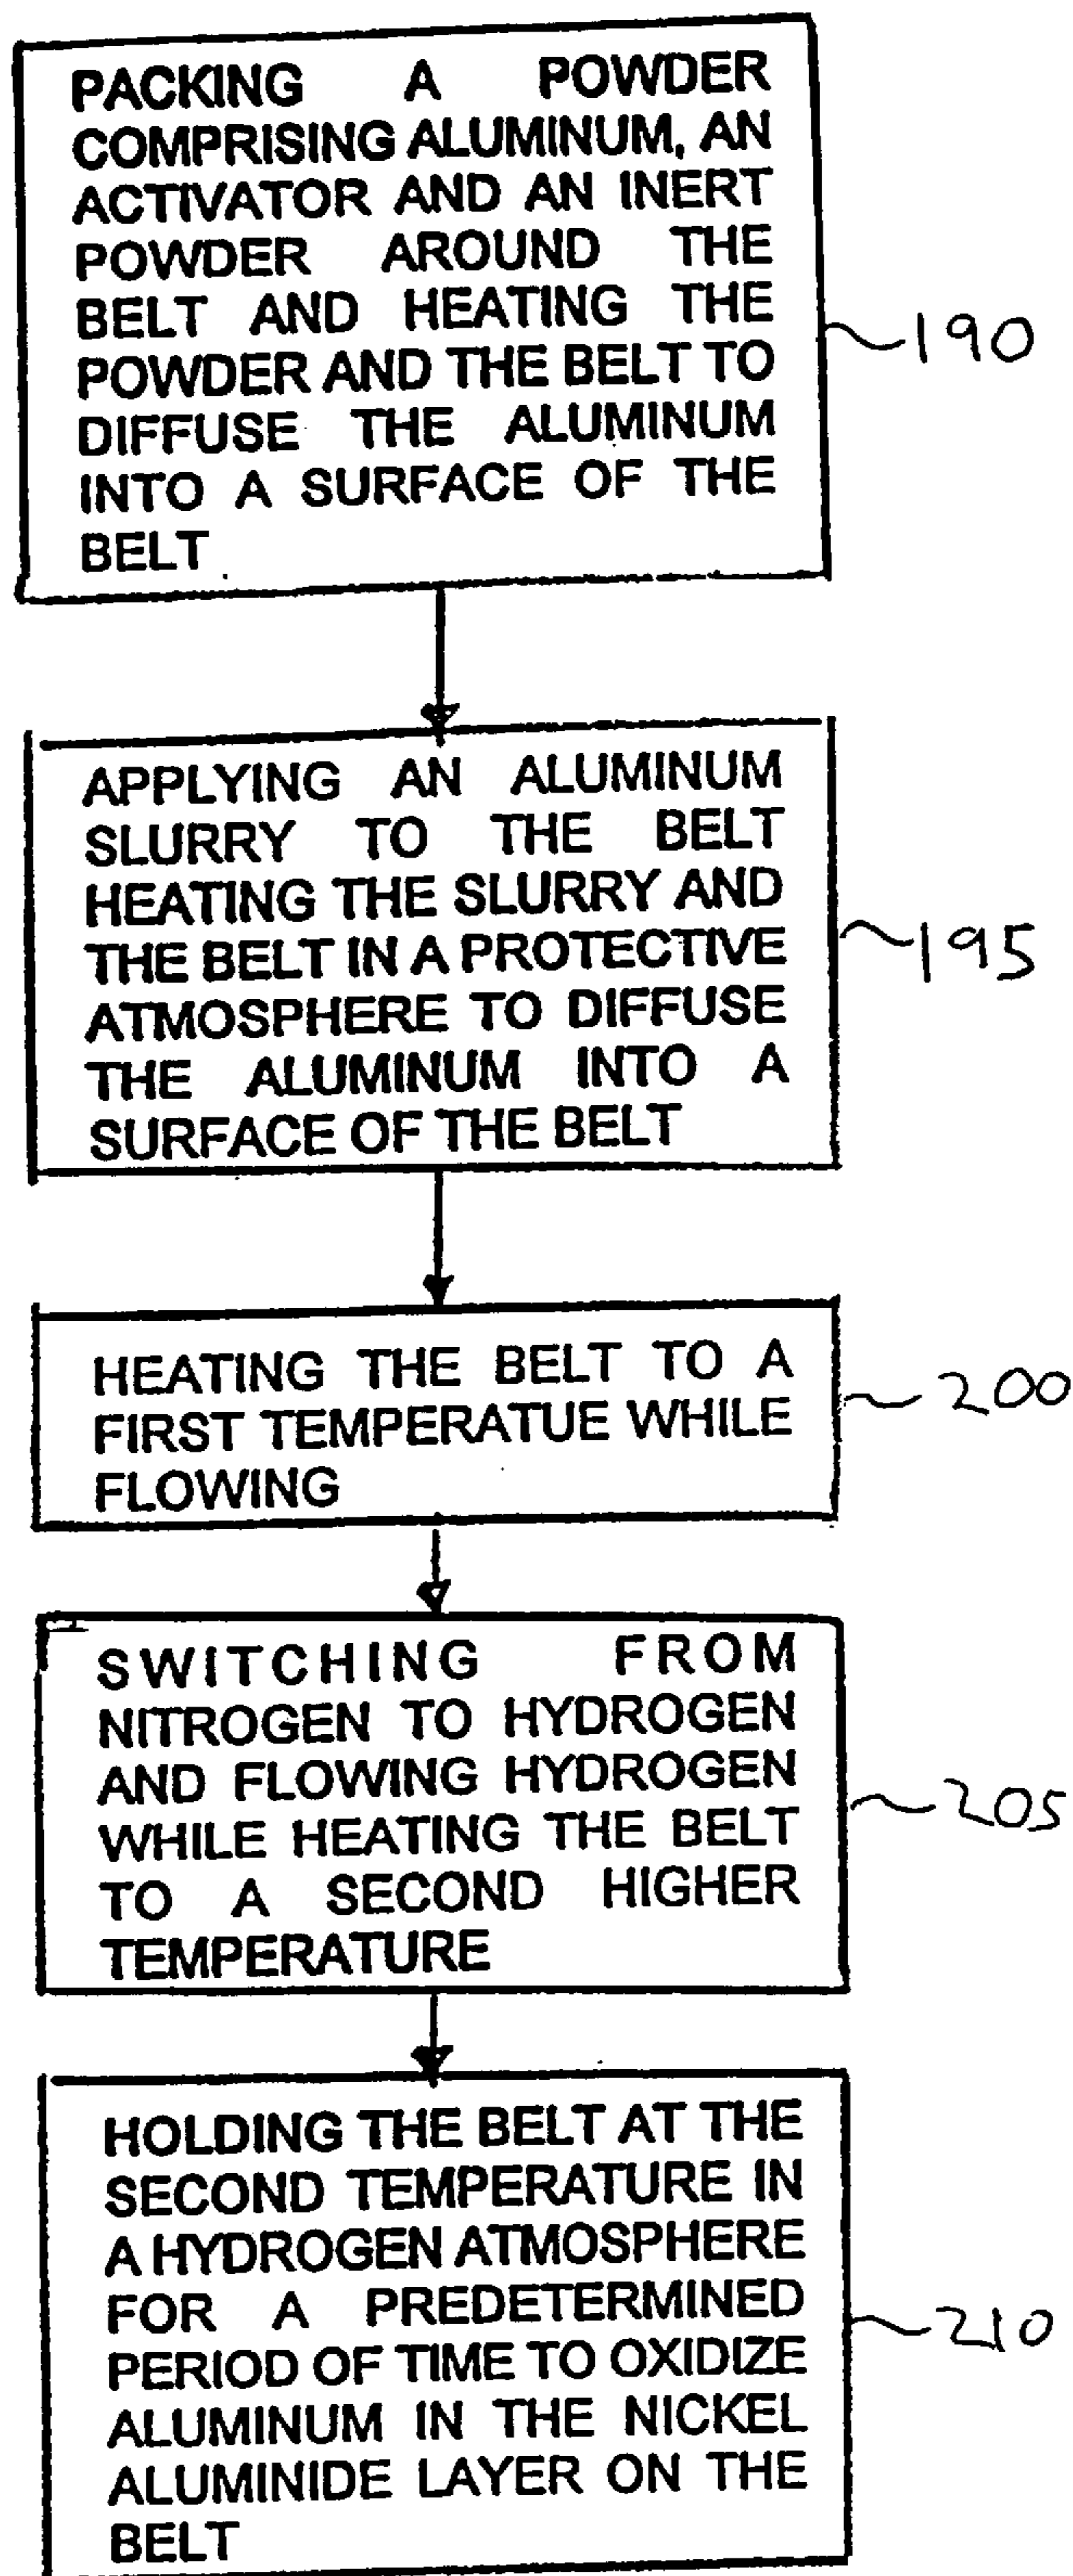 PACKING A POWDER
COMPRISING ALUMINUM, AN
ACTIVATOR AND AN INERT
POWDER AROUND THE
BELT AND HEATING THE
POWDER AND THE BELT TO
DIFFUSE THE ALUMINUM
INTO A SURFACE OF THE
BELT
190
APPLYING AN ALUMINUM
SLURRY TO THE BELT
HEATING THE SLURRY AND
THE BELT IN A PROTECTIVE
ATMOSPHERE TO DIFFUSE
THE ALUMINUM INTO A
SURFACE OF THE BELT
195
HEATING THE BELT TO A
FIRST TEMPERATUE WHILE
FLOWING
200
SWITCHING FROM
NITROGEN TO HYDROGEN
AND FLOWING HYDROGEN
WHILE HEATING THE BELT
TO A SECOND HIGHER
TEMPERATURE
205
HOLDING THE BELT AT THE
SECOND TEMPERATURE IN
A HYDROGEN ATMOSPHERE
FOR A PREDETERMINED
PERIOD OF TIME TO OXIDIZE
ALUMINUM IN THE NICKEL
ALUMINIDE LAYER ON THE
BELT
210